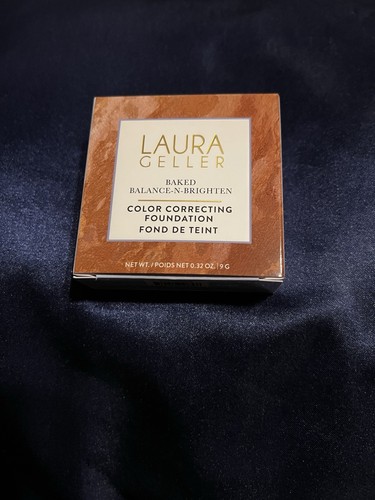 LAURA
GELLER
BAKED
BALANCE-N-BRIGHTEN
COLOR CORRECTING
FOUNDATION
FOND DE TEINT
NET WT. / POIDS NET 0.32 OZ. | 9 G